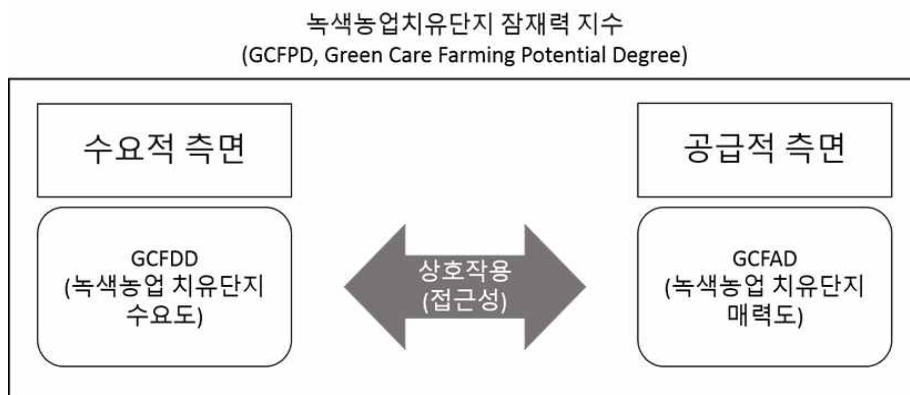 녹색농업치유단지 잠재력 지수
(GCFPD, Green Care Farming Potential Degree)
수요적 측면
공급적 측면
GCFDD
(녹색농업 치유단지
수요도)
상호작용
(접근성)
GCFAD
(녹색농업 치유단지
매력도)